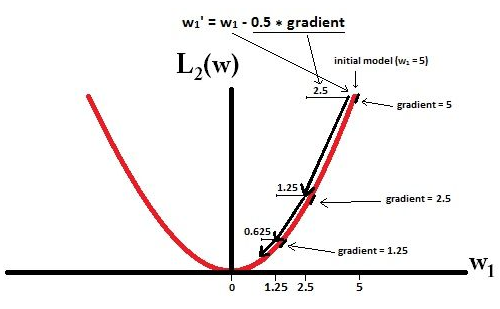 w₁' = w₁ - 0.5 * gradient
L₂(w)
initial model (w₁ = 5)
2.5
gradient = 5
1.25
gradient = 2.5
0.625
gradient = 1.25
w₁
0 1.25 2.5 5